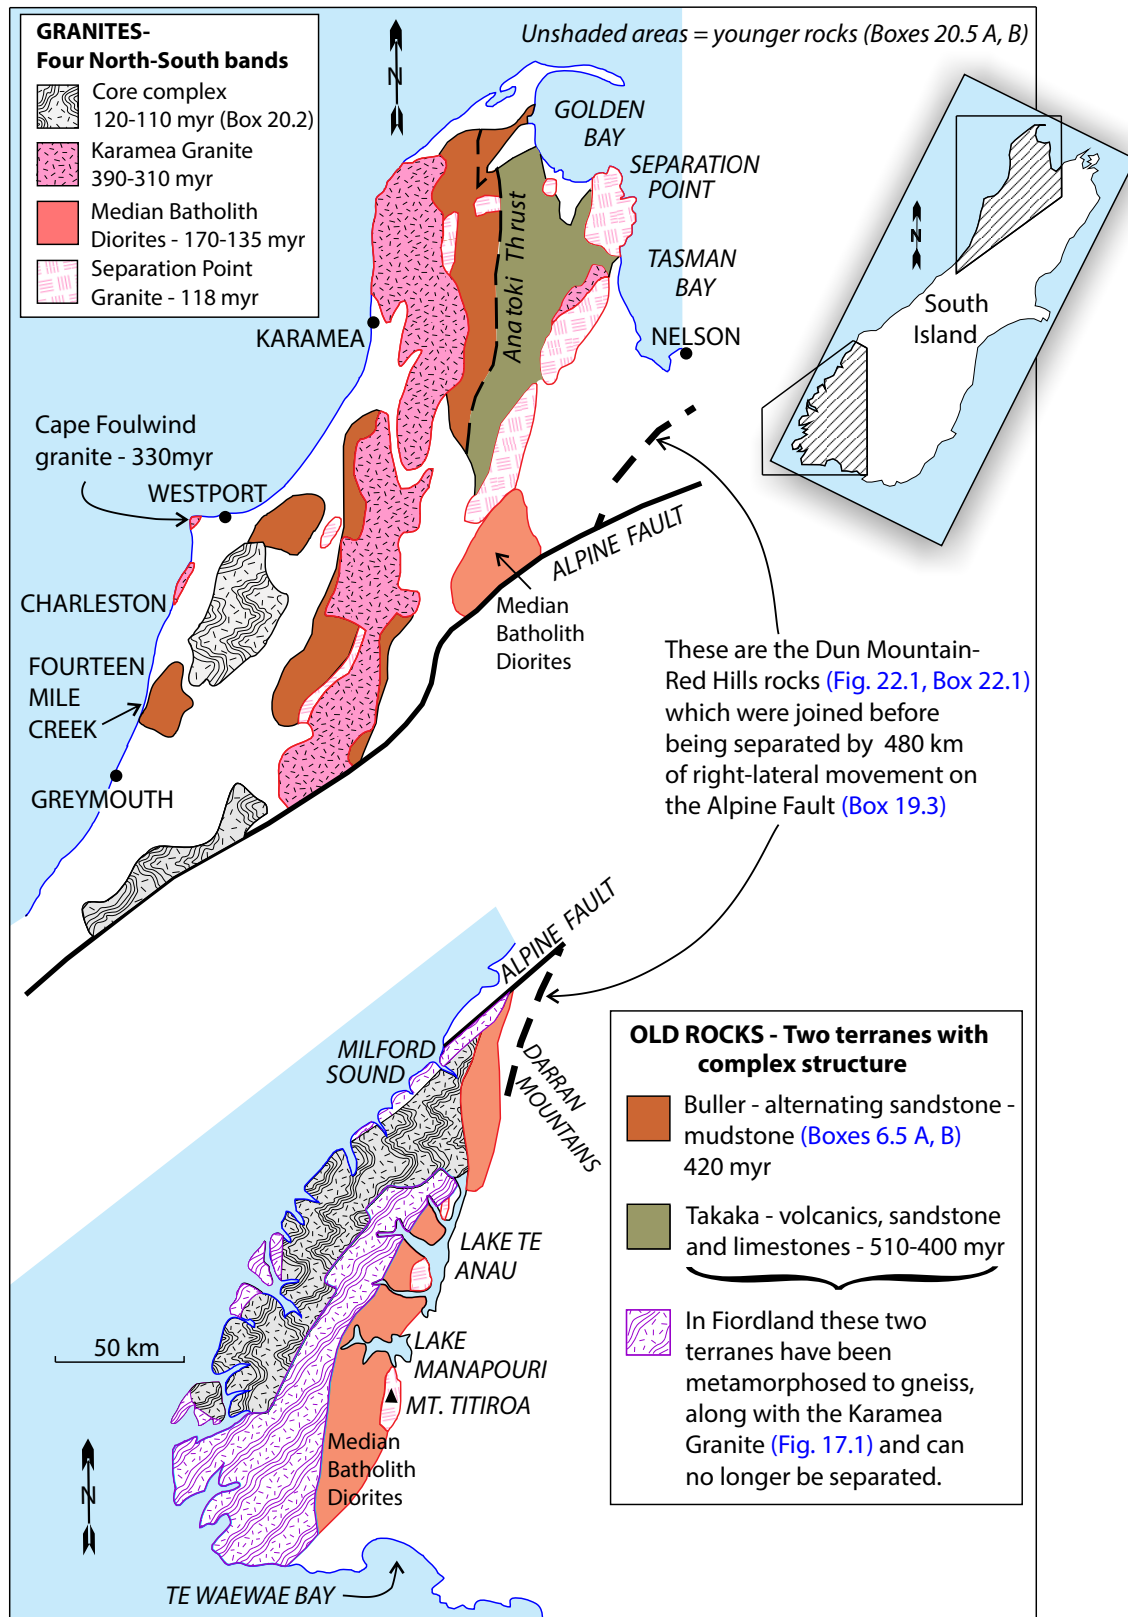 GRANITES-
Four North-South bands
Core complex
120-110 myr (Box 20.2)
Karamea Granite
390-310 myr
Median Batholith
Diorites - 170-135 myr
Separation Point
Granite - 118 myr
N
Unshaded areas = younger rocks (Boxes 20.5 A, B)
GOLDEN
BAY
SEPARATION
POINT
Anatoki Thrust
TASMAN
BAY
KARAMEA
NELSON
N
South
Island
Cape Foulwind
granite - 330myr
WESTPORT
ALPINE FAULT
CHARLESTON
Median
Batholith
Diorites
FOURTEEN
MILE
CREEK
GREYMOUTH
These are the Dun Mountain-
Red Hills rocks (Fig. 22.1, Box 22.1)
which were joined before
being separated by 480 km
of right-lateral movement on
the Alpine Fault (Box 19.3)
ALPINE FAULT
MILFORD
SOUND
DARRAN
MOUNTAINS
LAKE TE
ANAU
50 km
LAKE
MANAPOURI
MT. TITIROA
Median
Batholith
Diorites
N
TE WAEWAE BAY
OLD ROCKS - Two terranes with
complex structure
Buller - alternating sandstone -
mudstone (Boxes 6.5 A, B)
420 myr
Takaka - volcanics, sandstone
and limestones - 510-400 myr
In Fiordland these two
terranes have been
metamorphosed to gneiss,
along with the Karamea
Granite (Fig. 17.1) and can
no longer be separated.